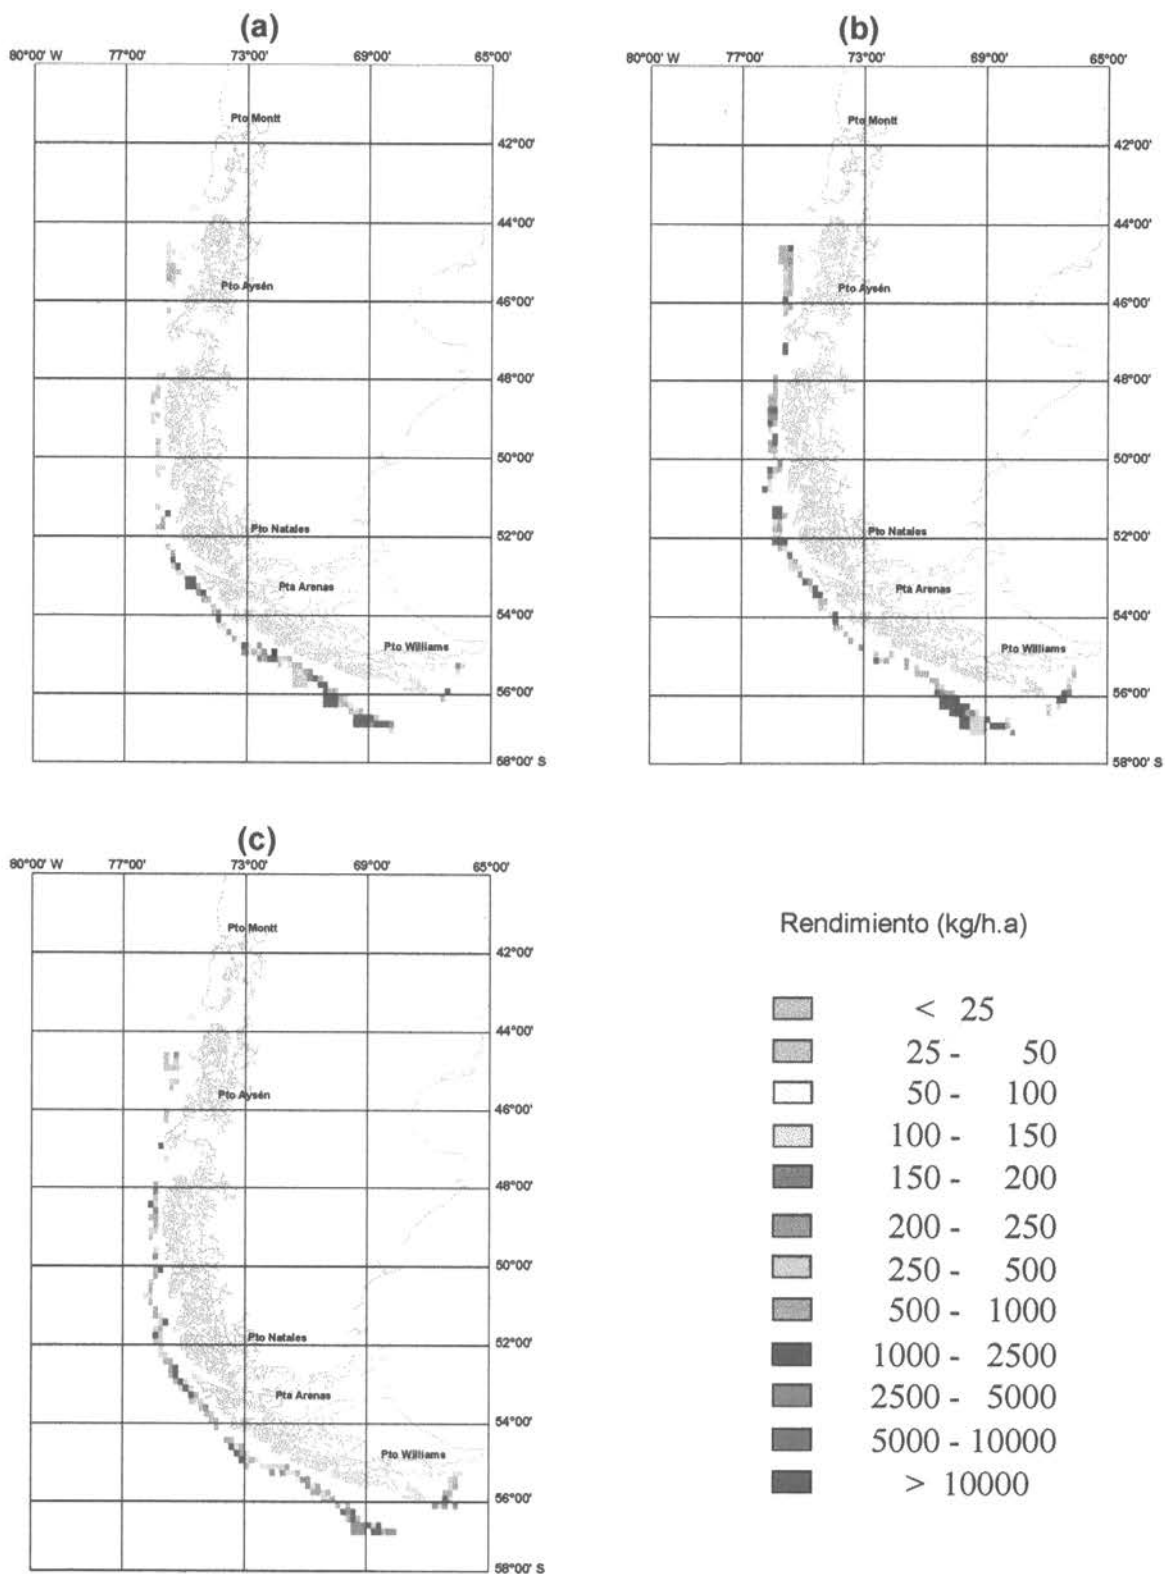 (a)
80°00' W 77°00' 73°00' 69°00' 65°00'
Pto Montt
42°00'
44°00'
Pto Aysén
46°00'
48°00'
50°00'
Pto Natales
52°00'
Pta Arenas
54°00'
Pto Williams
56°00'
58°00' S
(b)
80°00' W 77°00' 73°00' 69°00' 65°00'
Pto Montt
42°00'
44°00'
Pto Aysén
46°00'
48°00'
50°00'
Pto Natales
52°00'
Pta Arenas
54°00'
Pto Williams
56°00'
58°00' S
(c)
80°00' W 77°00' 73°00' 69°00' 65°00'
Pto Montt
42°00'
44°00'
Pto Aysén
46°00'
48°00'
50°00'
Pto Natales
52°00'
Pta Arenas
54°00'
Pto Williams
56°00'
58°00' S
Rendimiento (kg/h.a)
< 25
25 - 50
50 - 100
100 - 150
150 - 200
200 - 250
250 - 500
500 - 1000
1000 - 2500
2500 - 5000
5000 - 10000
> 10000